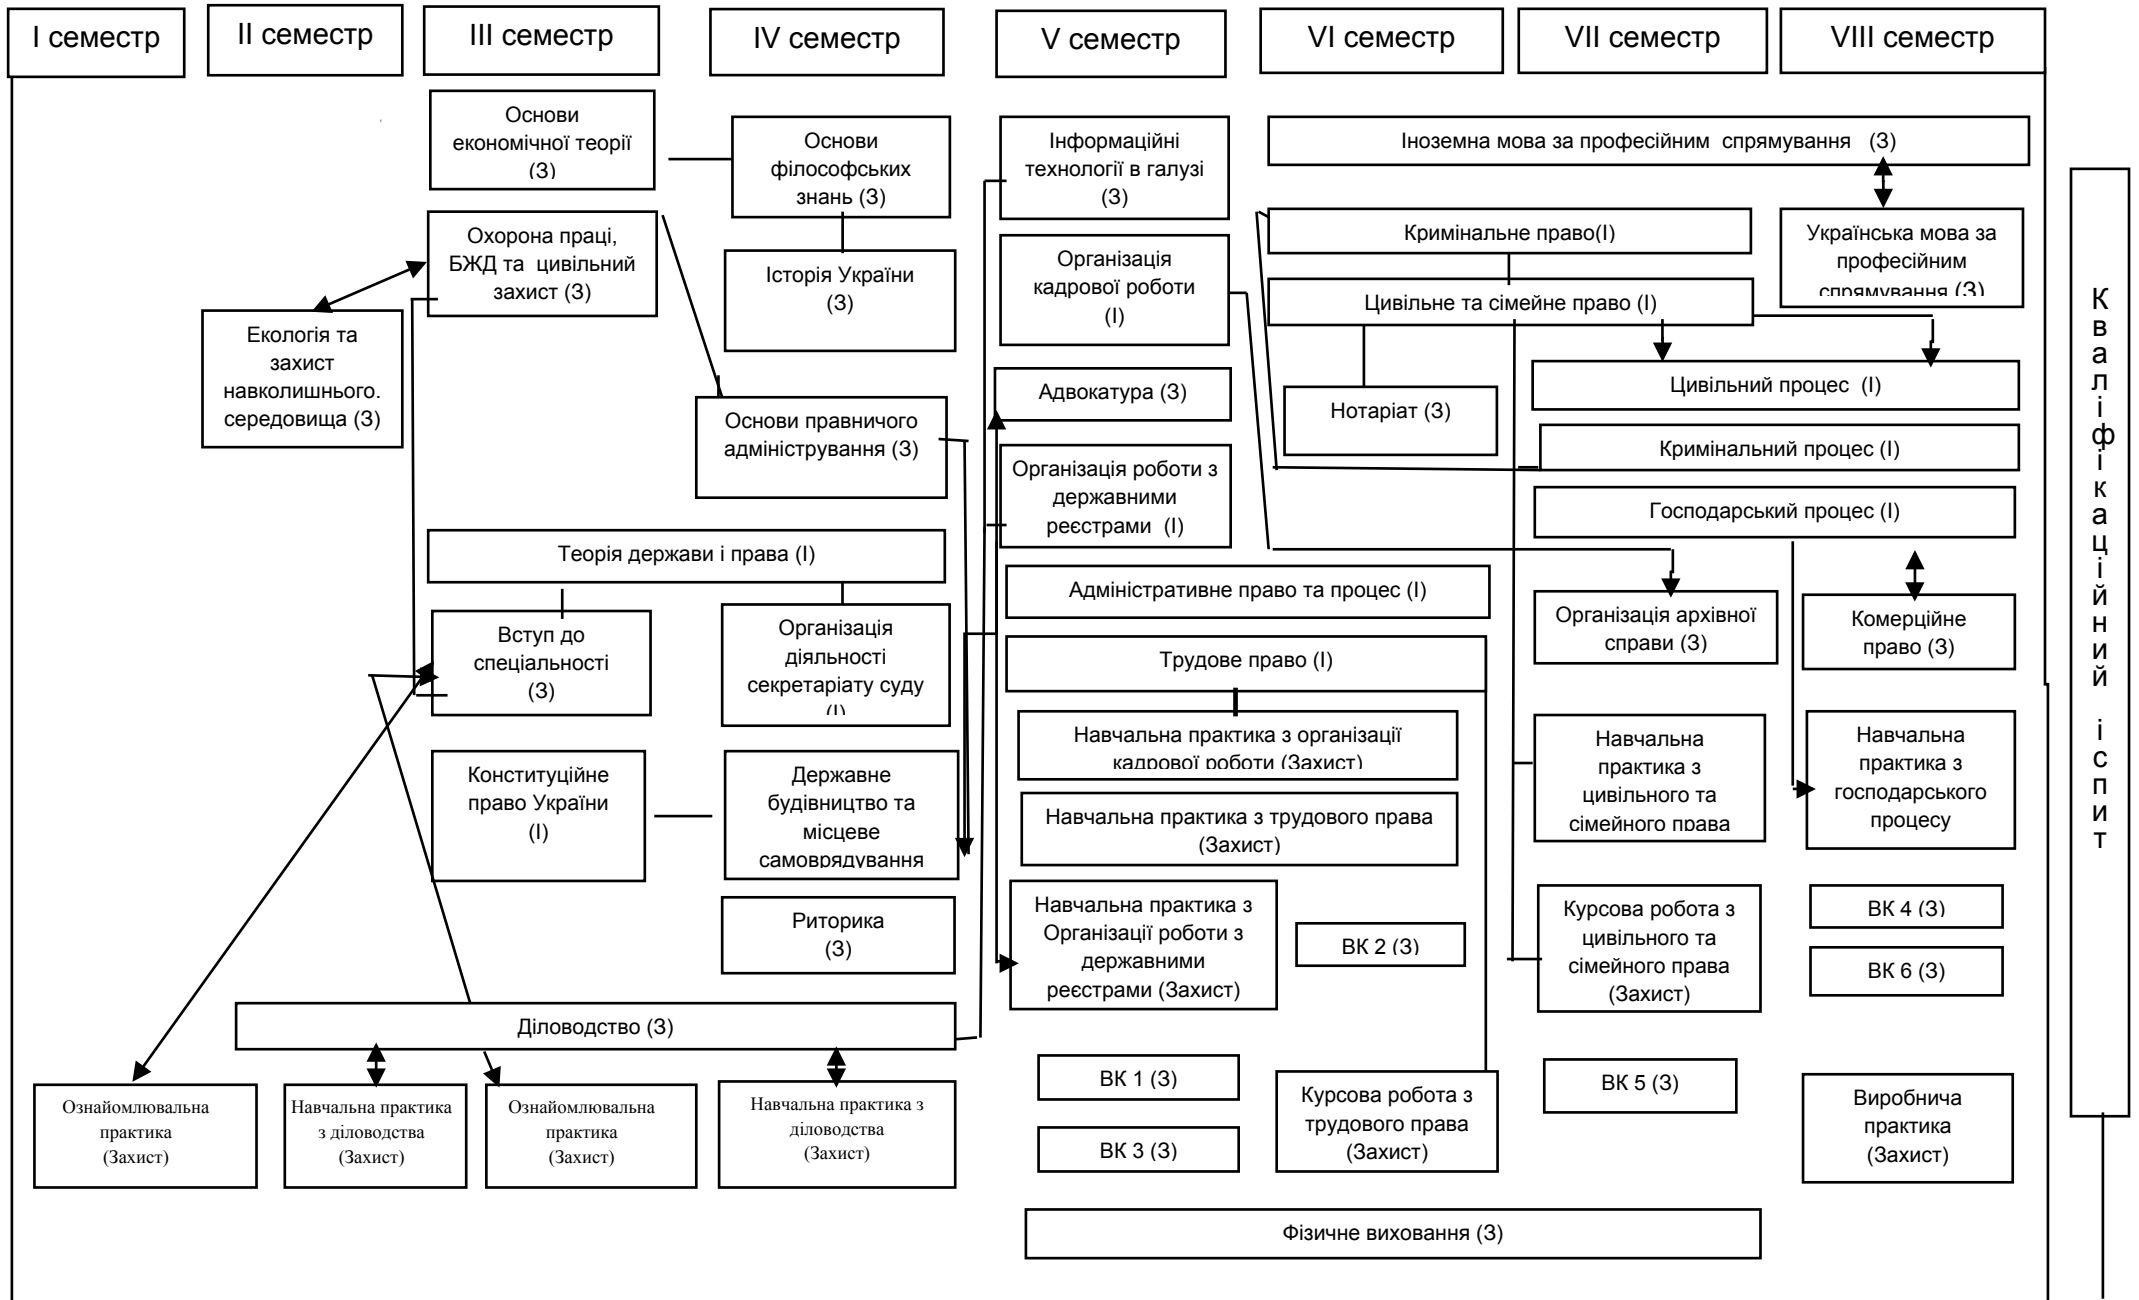 I семестр
II семестр
III семестр
IV семестр
V семестр
VI семестр
VII семестр
VIII семестр
Основи
економічної теорії
(З)
Основи
філософських
знань (З)
Інформаційні
технології в галузі
(З)
Іноземна мова за професійним спрямування (З)
Охорона праці,
БЖД та цивільний
захист (З)
Історія України
(З)
Організація
кадрової роботи
(І)
Кримінальне право(І)
Українська мова за
професійним
спрямування (З)
Цивільне та сімейне право (І)
Екологія та
захист
навколишнього.
середовища (З)
Основи правничого
адміністрування (З)
Адвокатура (З)
Нотаріат (З)
Цивільний процес (І)
Кримінальний процес (І)
Організація роботи з
державними
реєстрами (І)
Господарський процес (І)
Теорія держави і права (І)
Адміністративне право та процес (І)
Вступ до
спеціальності
(З)
Організація
діяльності
секретаріату суду
(І)
Трудове право (І)
Організація архівної
справи (З)
Комерційне
право (З)
Конституційне
право України
(І)
Державне
будівництво та
місцеве
самоврядування
Навчальна практика з організації
кадрової роботи (Захист)
Навчальна практика з трудового права
(Захист)
Навчальна
практика з
цивільного та
сімейного права
Навчальна
практика з
господарського
процесу
Риторика
(З)
Навчальна практика з
Організації роботи з
державними
реєстрами (Захист)
ВК 2 (З)
Курсова робота з
цивільного та
сімейного права
(Захист)
ВК 4 (З)
ВК 6 (З)
Діловодство (З)
Ознайомлювальна
практика
(Захист)
Навчальна практика
з діловодства
(Захист)
Ознайомлювальна
практика
(Захист)
Навчальна практика з
діловодства
(Захист)
ВК 1 (З)
ВК 3 (З)
Курсова робота з
трудового права
(Захист)
ВК 5 (З)
Виробнича
практика
(Захист)
Фізичне виховання (З)
Кваліфікаційний іспит